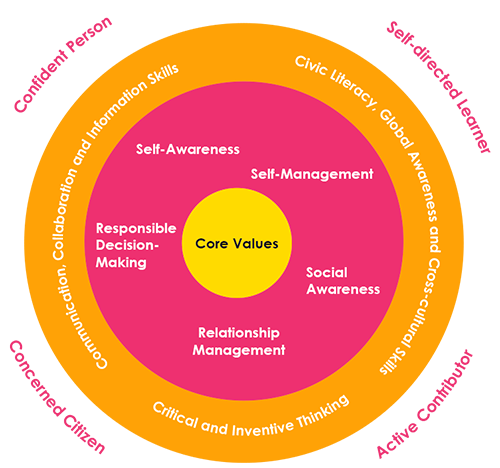 Confident Person
Self-directed Learner
Communication, Collaboration and Information Skills
Civic Literacy, Global Awareness and Cross-cultural Skills
Self-Awareness
Self-Management
Responsible
Decision-
Making
Core Values
Social
Awareness
Relationship
Management
Critical and Inventive Thinking
Concerned Citizen
Active Contributor